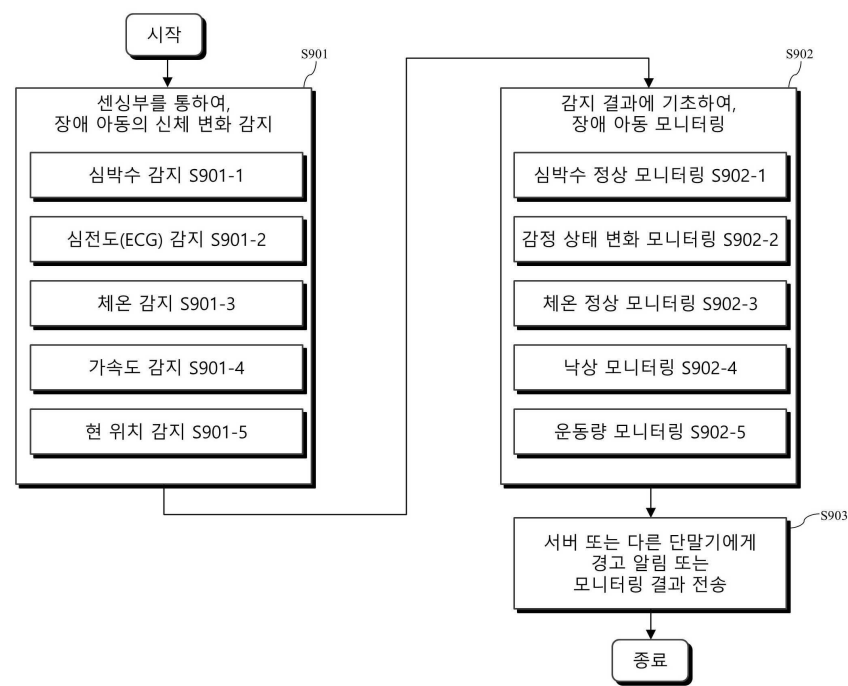 시작
S901
센싱부를 통하여,
장애 아동의 신체 변화 감지
심박수 감지 S901-1
심전도(ECG) 감지 S901-2
체온 감지 S901-3
가속도 감지 S901-4
현 위치 감지 S901-5
S902
감지 결과에 기초하여,
장애 아동 모니터링
심박수 정상 모니터링 S902-1
감정 상태 변화 모니터링 S902-2
체온 정상 모니터링 S902-3
낙상 모니터링 S902-4
운동량 모니터링 S902-5
S903
서버 또는 다른 단말기에게
경고 알림 또는
모니터링 결과 전송
종료